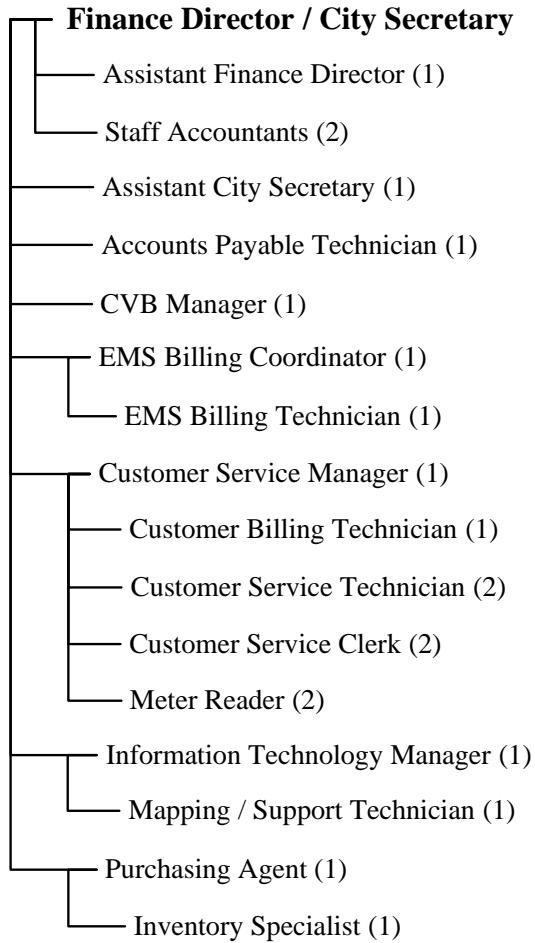 Finance Director / City Secretary
Assistant Finance Director (1)
Staff Accountants (2)
Assistant City Secretary (1)
Accounts Payable Technician (1)
CVB Manager (1)
EMS Billing Coordinator (1)
EMS Billing Technician (1)
Customer Service Manager (1)
Customer Billing Technician (1)
Customer Service Technician (2)
Customer Service Clerk (2)
Meter Reader (2)
Information Technology Manager (1)
Mapping / Support Technician (1)
Purchasing Agent (1)
Inventory Specialist (1)